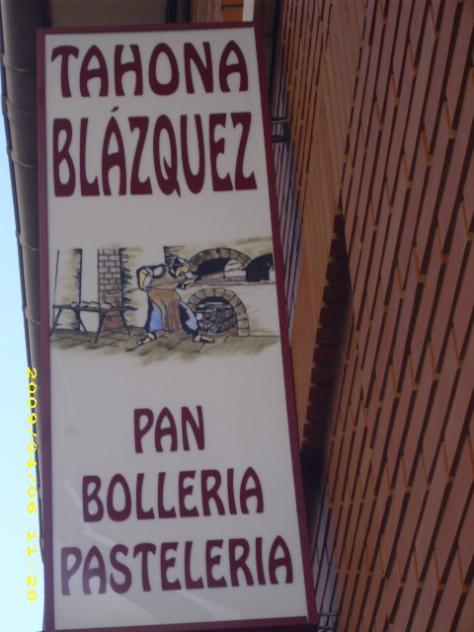 TAHONA
BLÁZQUEZ
PAN
BOLLERIA
PASTELERIA
2009/04/06 11:28